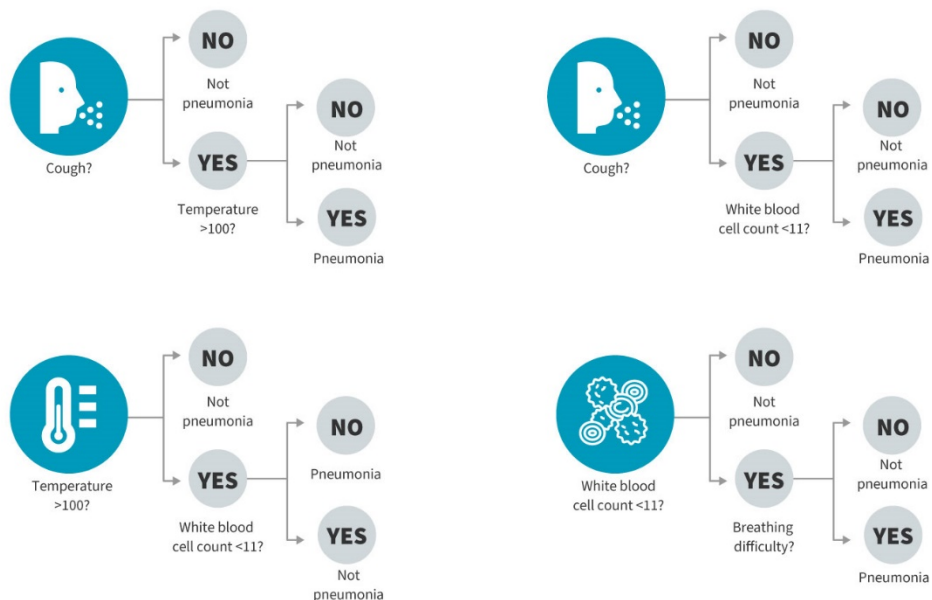 NO
Not
pneumonia
Cough?
YES
Temperature
>100?
NO
Not
pneumonia
YES
Pneumonia
NO
Not
pneumonia
Cough?
YES
White blood
cell count <11?
NO
Not
pneumonia
YES
Pneumonia
NO
Not
pneumonia
Temperature
>100?
YES
White blood
cell count <11?
NO
Pneumonia
YES
Not
pneumonia
NO
Not
pneumonia
White blood
cell count <11?
YES
Breathing
difficulty?
NO
Not
pneumonia
YES
Pneumonia